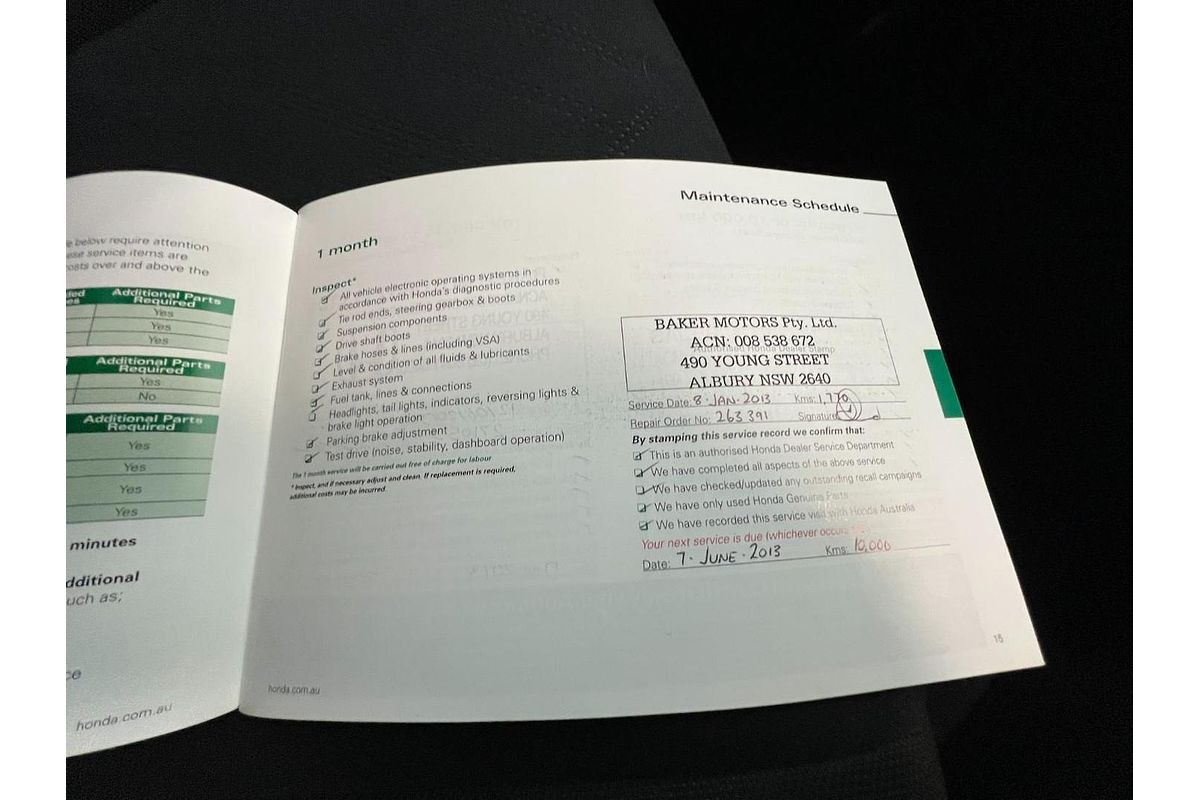 below require attention
service items are
costs over and above the
Additional Parts
Required
Yes
Yes
Yes
Additional Parts
Required
Yes
No
Additional Parts
Required
Yes
Yes
Yes
Yes
minutes
dditional
uch as;
honda.com.au
Maintenance Schedule
1 month
Inspect*
All vehicle electronic operating systems in
accordance with Honda's diagnostic procedures
Tie rod ends, steering gearbox & boots
Suspension components
Drive shaft boots
Brake hoses & lines (including VSA)
Level & condition of all fluids & lubricants
Exhaust system
Fuel tank, lines & connections
Headlights, tail lights, indicators, reversing lights &
brake light operation
Parking brake adjustment
Test drive (noise, stability, dashboard operation)
The 1 month service will be carried out free of charge for labour
* Inspect, and if necessary adjust and clean. If replacement is required,
additional costs may be incurred.
BAKER MOTORS Pty. Ltd.
ACN: 008 538 672
Authorised Honda Dealer Stamp
490 YOUNG STREET
ALBURY NSW 2640
Service Date: 8 · JAN · 2013 Kms: 1,770
Repair Order No: 263 391 Signature
By stamping this service record we confirm that:
This is an authorised Honda Dealer Service Department
We have completed all aspects of the above service
We have checked/updated any outstanding recall campaigns
We have only used Honda Genuine Parts
We have recorded this service visit with Honda Australia
Your next service is due (whichever occurs
Date: 7 · JUNE · 2013 Kms: 10,000
15
honda.com.au